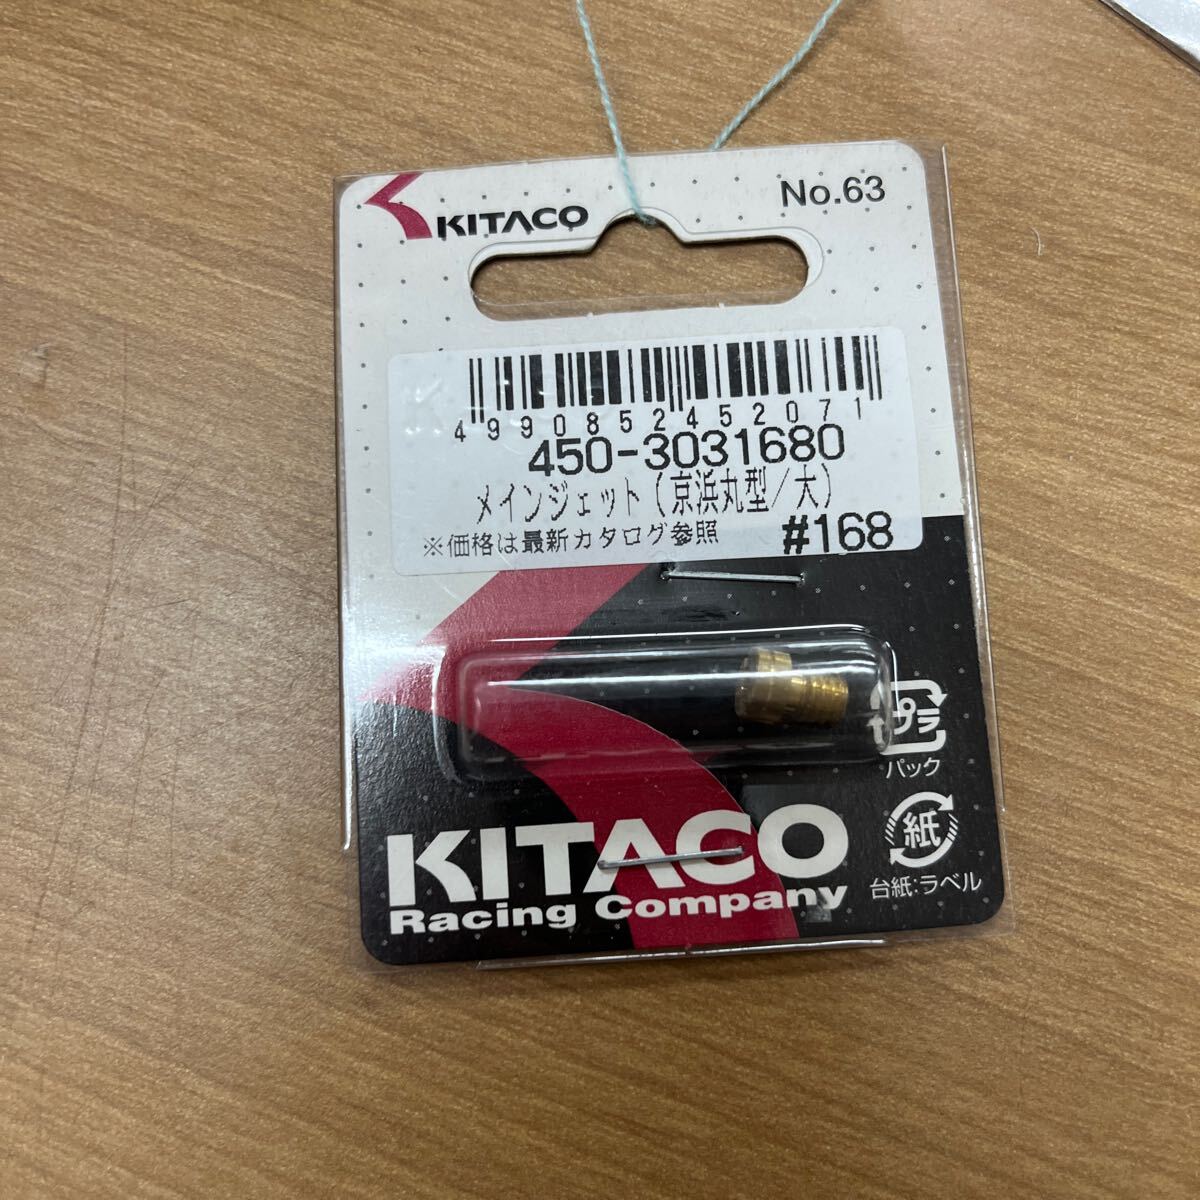 KITACO
No.63
4990852452071
450-3031680
メインジェット(京浜丸型/大)
※価格は最新カタログ参照 #168
プラ
パック
紙
台紙:ラベル
KITACO
Racing Company